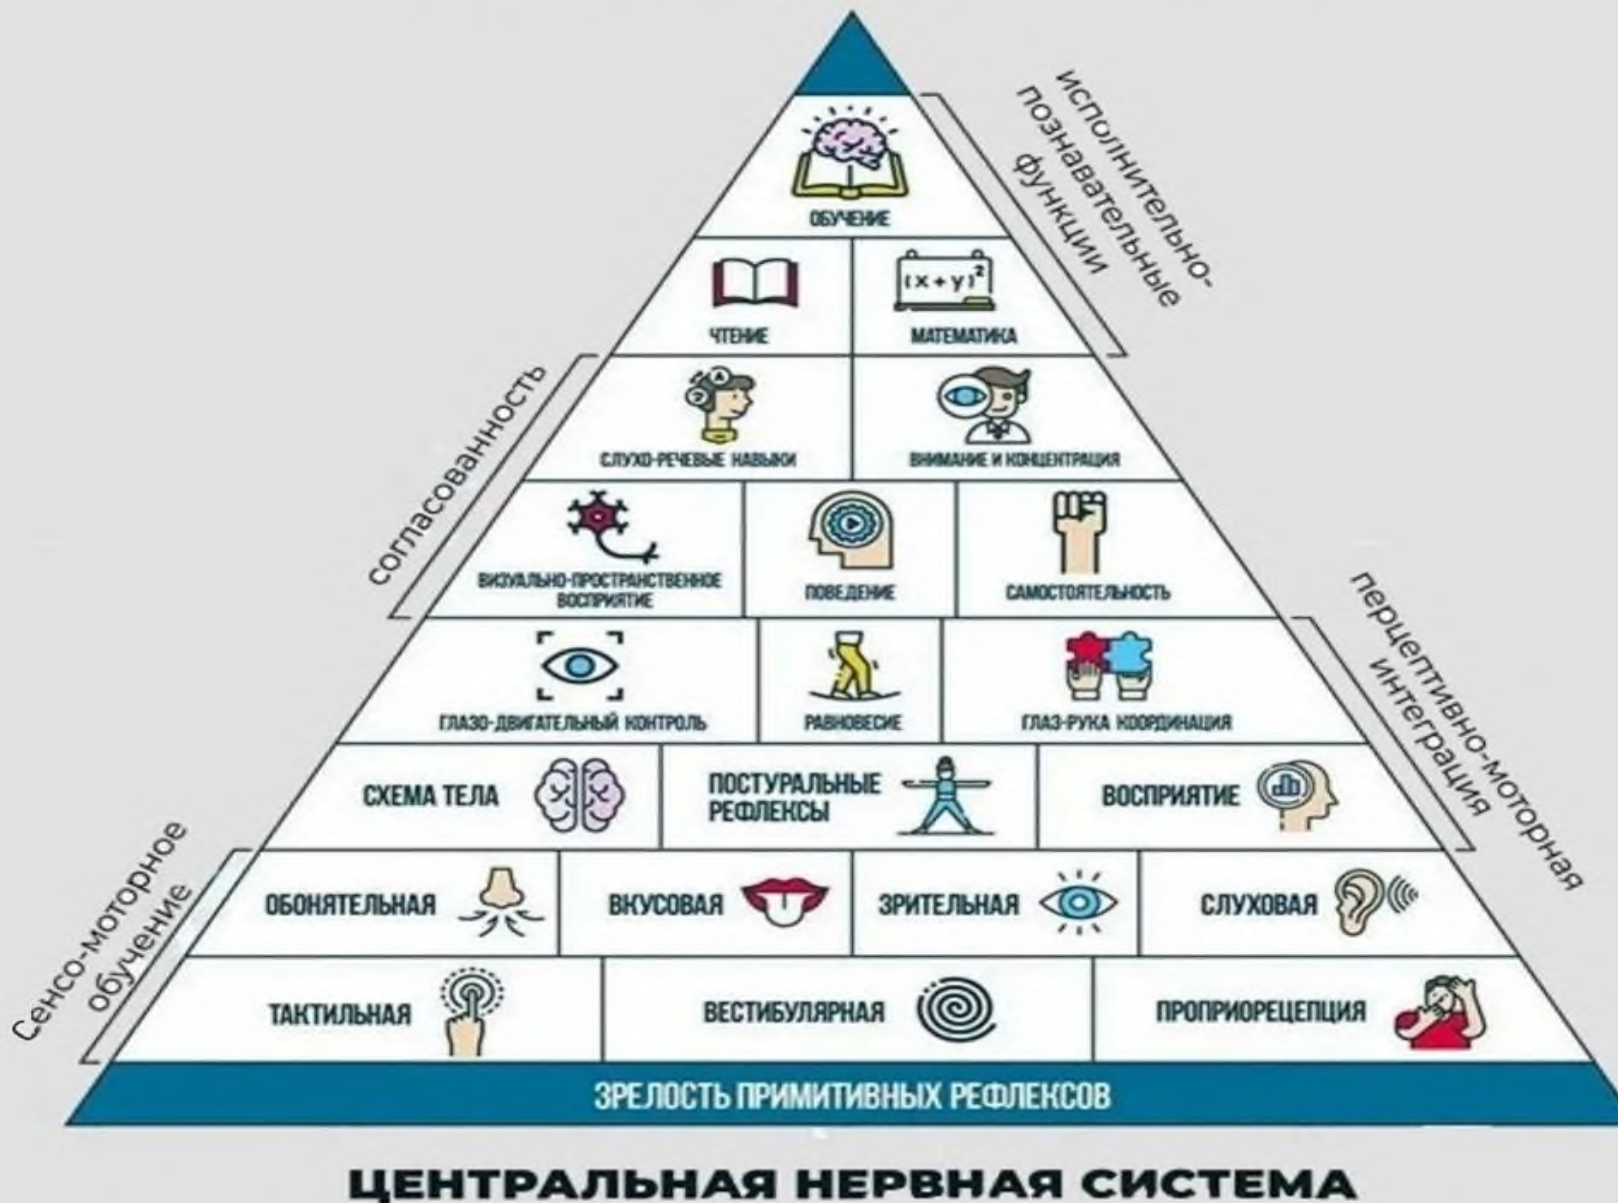 исполнительно-
познавательные
функции
ОБУЧЕНИЕ
(x+y)²
ЧТЕНИЕ
МАТЕМАТИКА
согласованность
A
СЛУХО-РЕЧЕВЫЕ НАВЫКИ
ВНИМАНИЕ И КОНЦЕНТРАЦИЯ
ВИЗУАЛЬНО-ПРОСТРАНСТВЕННОЕ
ВОСПРИЯТИЕ
ПОВЕДЕНИЕ
САМОСТОЯТЕЛЬНОСТЬ
перцептивно-моторная
интеграция
ГЛАЗО-ДВИГАТЕЛЬНЫЙ КОНТРОЛЬ
РАВНОВЕСИЕ
ГЛАЗ-РУКА КООРДИНАЦИЯ
СХЕМА ТЕЛА
ПОСТУРАЛЬНЫЕ
РЕФЛЕКСЫ
ВОСПРИЯТИЕ
Сенсо-моторное
обучение
ОБОНЯТЕЛЬНАЯ
ВКУСОВАЯ
ЗРИТЕЛЬНАЯ
СЛУХОВАЯ
ТАКТИЛЬНАЯ
ВЕСТИБУЛЯРНАЯ
ПРОПРИОРЕЦЕПЦИЯ
ЗРЕЛОСТЬ ПРИМИТИВНЫХ РЕФЛЕКСОВ
ЦЕНТРАЛЬНАЯ НЕРВНАЯ СИСТЕМА